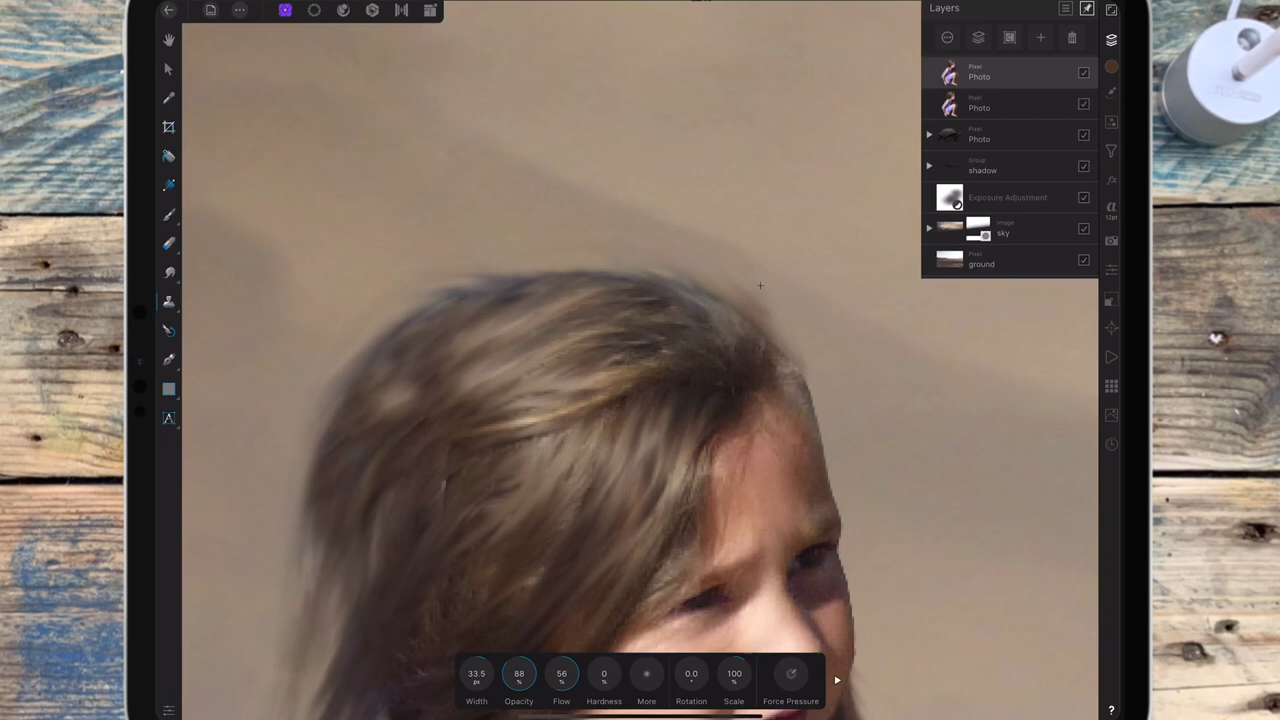 Layers
Pixel
Photo
Pixel
Photo
Pixel
Photo
Group
shadow
Exposure Adjustment
Image
sky
Pixel
ground
a
12pt
A
33.5
px
88
%
56
%
0
%
0.0
°
100
%
Width
Opacity
Flow
Hardness
More
Rotation
Scale
Force Pressure
?